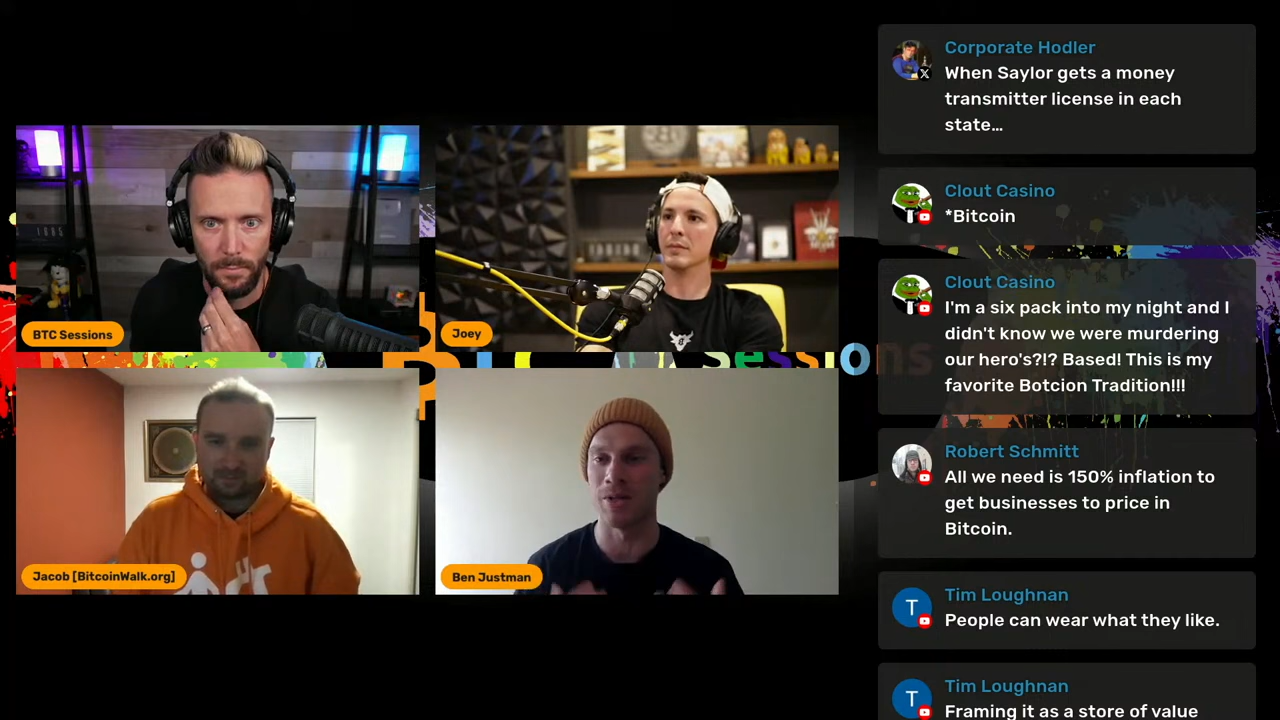 BTC Sessions
Joey
Jacob [BitcoinWalk.org]
Ben Justman
Corporate Hodler
When Saylor gets a money
transmitter license in each
state…
Clout Casino
*Bitcoin
Clout Casino
I'm a six pack into my night and I
didn't know we were murdering
our hero's?!? Based! This is my
favorite Botcion Tradition!!!
Robert Schmitt
All we need is 150% inflation to
get businesses to price in
Bitcoin.
T
Tim Loughnan
People can wear what they like.
T
Tim Loughnan
Framing it as a store of value